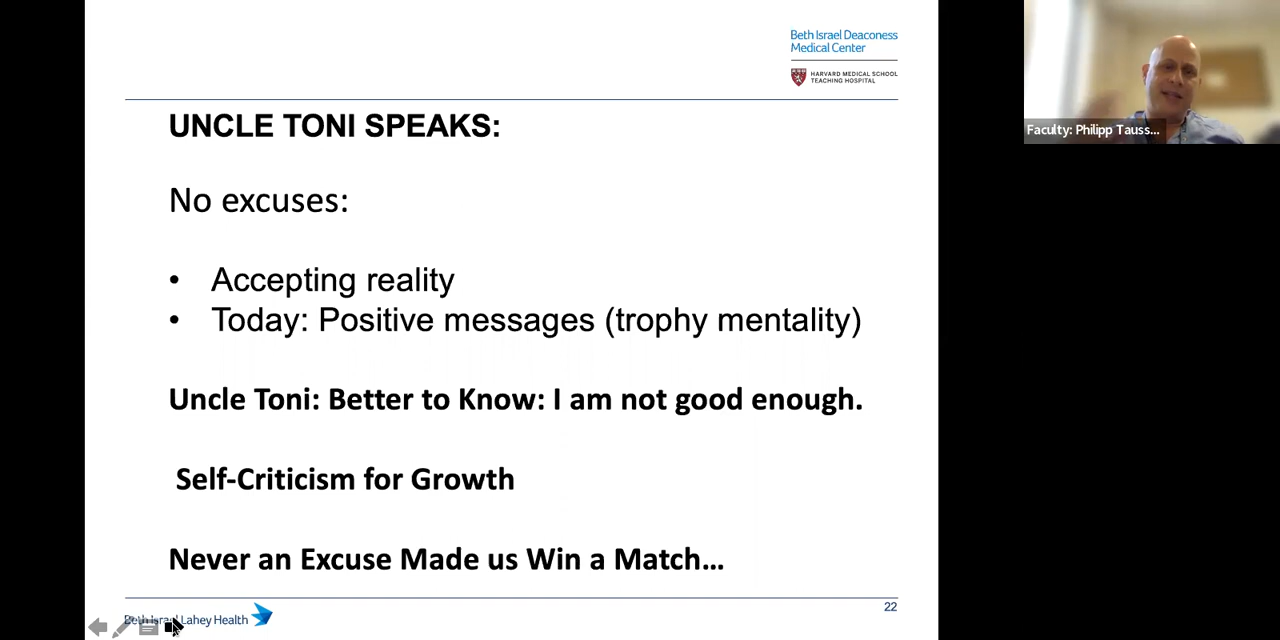 Beth Israel Deaconess
Medical Center
HARVARD MEDICAL SCHOOL
TEACHING HOSPITAL
Faculty: Philipp Tauss...
UNCLE TONI SPEAKS:
No excuses:
• Accepting reality
• Today: Positive messages (trophy mentality)
Uncle Toni: Better to Know: I am not good enough.
Self-Criticism for Growth
Never an Excuse Made us Win a Match...
22
Beth Israel Lahey Health